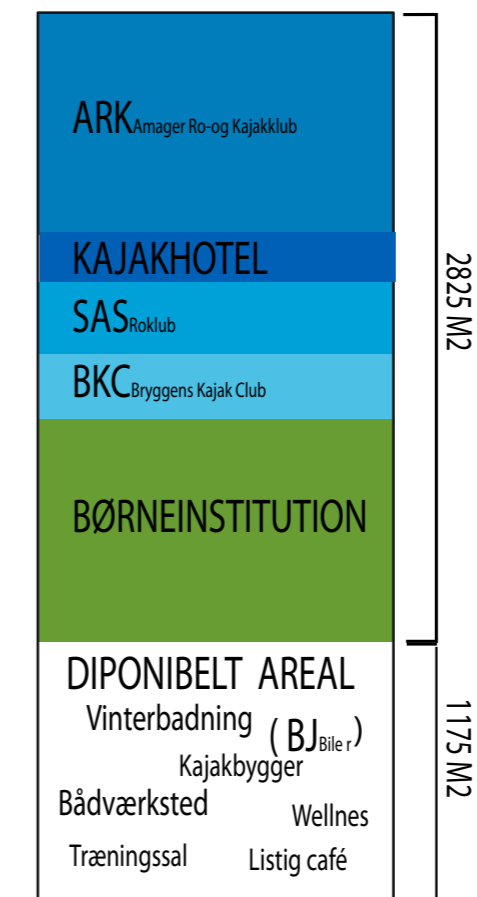 ARK Amager Ro-og Kajakklub
KAJAKHOTEL
SAS Roklub
BKC Bryggens Kajak Club
BØRNEINSTITUTION
2825 M2
DIPONIBELT AREAL
Vinterbadning
( BJ Bile r )
Kajakbygger
Bådværksted
Wellnes
Træningssal
Listig café
1175 M2